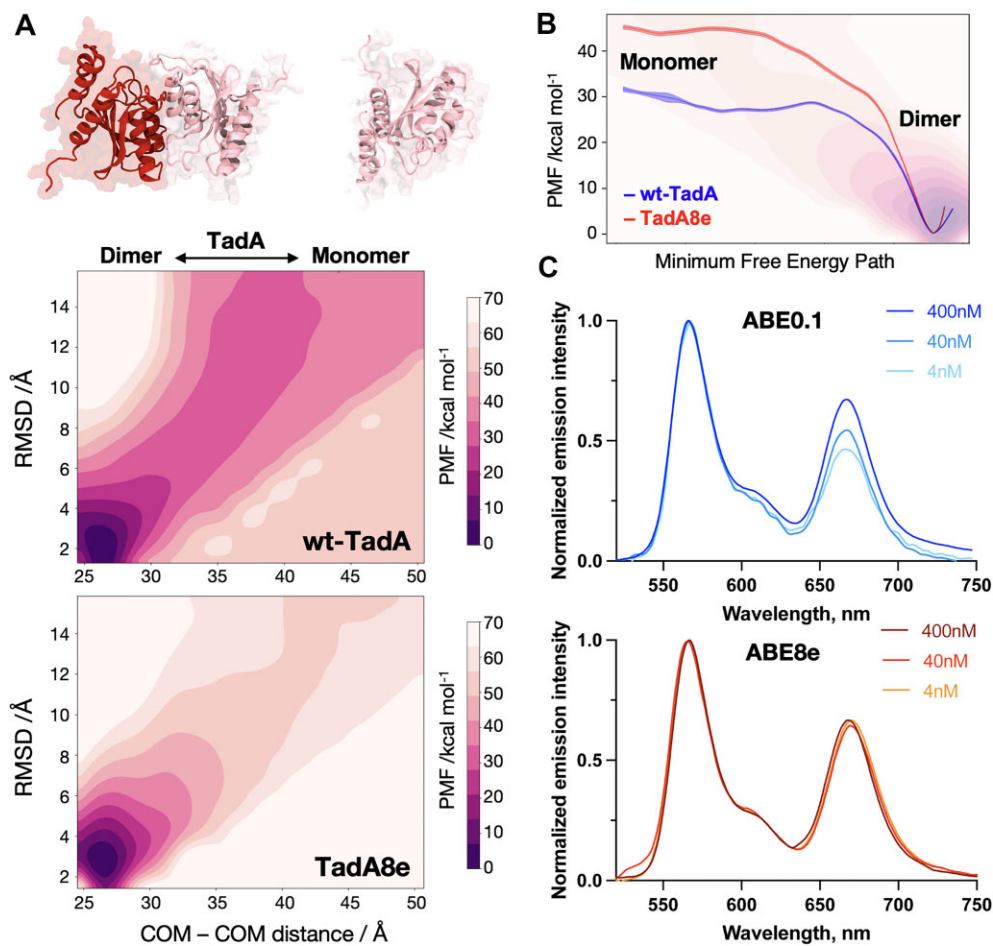 A
Dimer
TadA
Monomer
RMSD /Å
14
12
10
8
6
4
2
25
30
35
40
45
50
wt-TadA
PMF /kcal mol⁻¹
70
60
50
40
30
20
10
0
RMSD /Å
14
12
10
8
6
4
2
25
30
35
40
45
50
TadA8e
PMF /kcal mol⁻¹
70
60
50
40
30
20
10
0
COM – COM distance / Å
B
PMF /kcal mol⁻¹
40
30
20
10
0
Monomer
Dimer
wt-TadA
TadA8e
Minimum Free Energy Path
C
ABE0.1
400nM
40nM
4nM
Normalized emission intensity
1.0
0.5
0.0
550
600
650
700
750
Wavelength, nm
ABE8e
400nM
40nM
4nM
Normalized emission intensity
1.0
0.5
0.0
550
600
650
700
750
Wavelength, nm